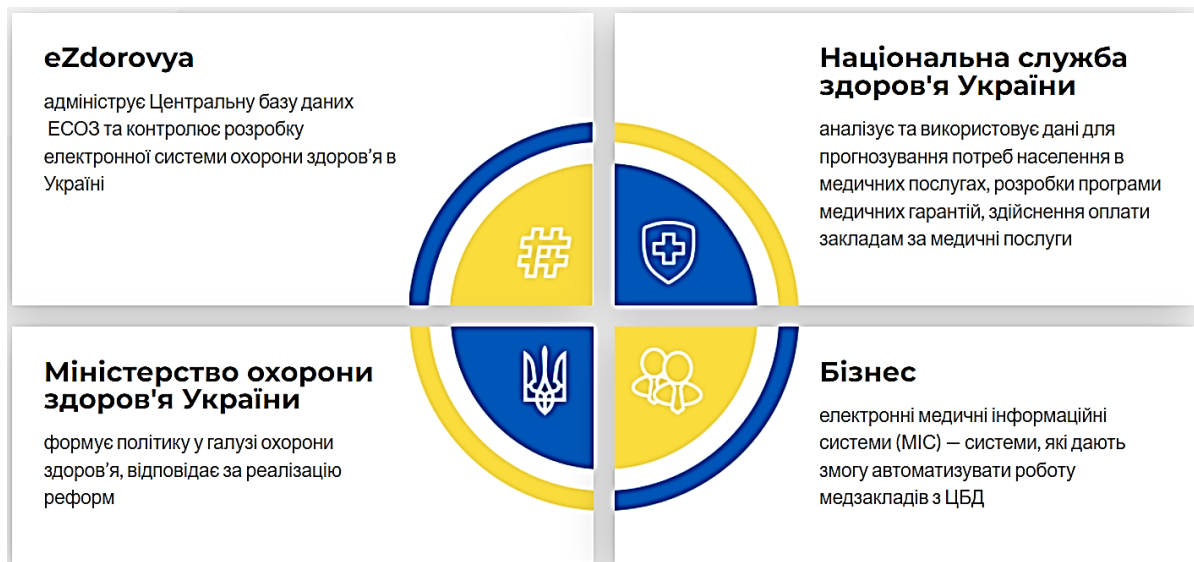 eZdorovya
адмініструє Центральну базу даних
ЕСОЗ та контролює розробку
електронної системи охорони здоров’я в
Україні
Національна служба
здоров'я України
аналізує та використовує дані для
прогнозування потреб населення в
медичних послугах, розробки програми
медичних гарантій, здійснення оплати
закладам за медичні послуги
Міністерство охорони
здоров'я України
формує політику у галузі охорони
здоров’я, відповідає за реалізацію
реформ
Бізнес
електронні медичні інформаційні
системи (МІС) — системи, які дають
змогу автоматизувати роботу
медзакладів з ЦБД